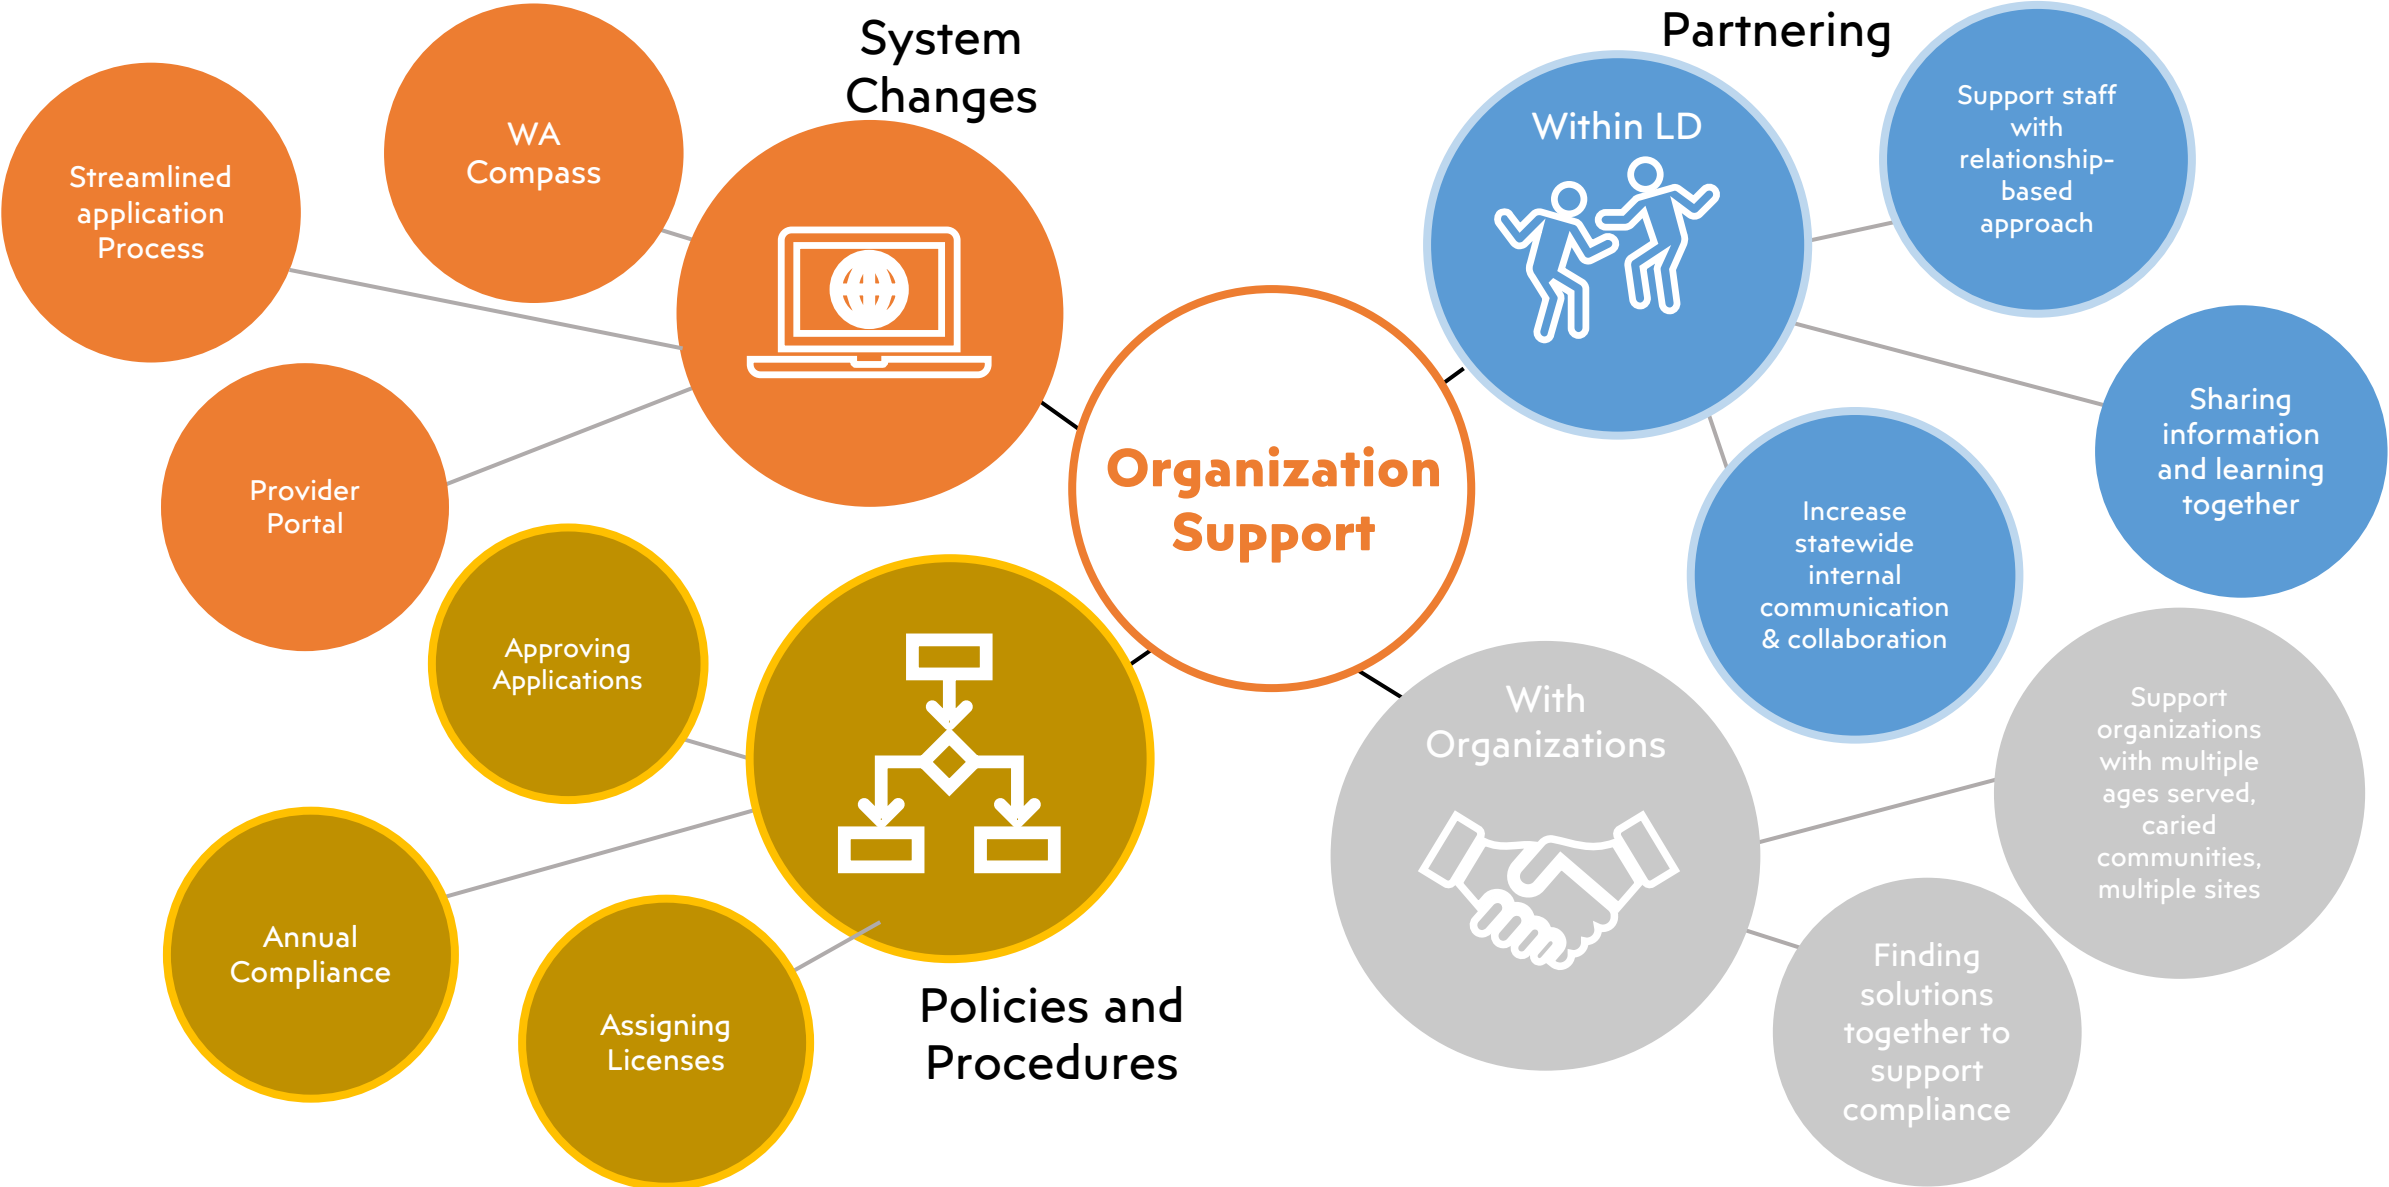 System
Changes
WA
Compass
Streamlined
application
Process
Provider
Portal
Organization
Support
Approving
Applications
Annual
Compliance
Assigning
Licenses
Policies and
Procedures
Partnering
Within LD
Support staff
with
relationship-
based
approach
Sharing
information
and learning
together
Increase
statewide
internal
communication
& collaboration
With
Organizations
Support
organizations
with multiple
ages served,
caried
communities,
multiple sites
Finding
solutions
together to
support
compliance